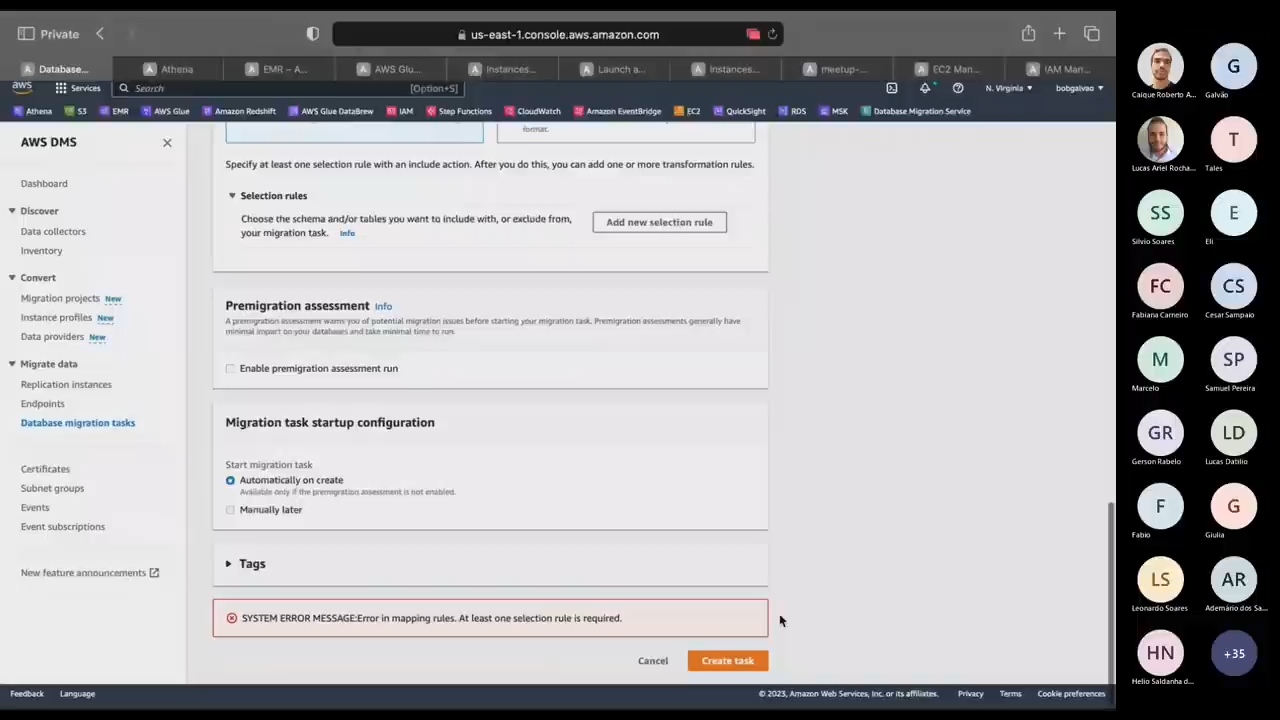 Private
us-east-1.console.aws.amazon.com
Database...
Athena
EMR – A...
AWS Glu...
Instances...
Launch a...
Instances...
meetup-...
EC2 Man...
IAM Man...
aws
Services
Search
[Option+S]
N. Virginia
bobgalvao
Athena
S3
EMR
AWS Glue
Amazon Redshift
AWS Glue DataBrew
IAM
Step Functions
CloudWatch
Amazon EventBridge
EC2
QuickSight
RDS
MSK
Database Migration Service
AWS DMS
Dashboard
Discover
Data collectors
Inventory
Convert
Migration projects New
Instance profiles New
Data providers New
Migrate data
Replication instances
Endpoints
Database migration tasks
Certificates
Subnet groups
Events
Event subscriptions
New feature announcements
format.
Specify at least one selection rule with an include action. After you do this, you can add one or more transformation rules.
Selection rules
Choose the schema and/or tables you want to include with, or exclude from,
your migration task. Info
Add new selection rule
Premigration assessment Info
A premigration assessment warns you of potential migration issues before starting your migration task. Premigration assessments generally have
minimal impact on your databases and take minimal time to run.
Enable premigration assessment run
Migration task startup configuration
Start migration task
Automatically on create
Available only if the premigration assessment is not enabled.
Manually later
Tags
SYSTEM ERROR MESSAGE:Error in mapping rules. At least one selection rule is required.
Cancel
Create task
Feedback
Language
© 2023, Amazon Web Services, Inc. or its affiliates.
Privacy
Terms
Cookie preferences
Caique Roberto A...
G
Galvão
Lucas Ariel Rocha...
T
Tales
SS
Silvio Soares
E
Eli
FC
Fabiana Carneiro
CS
Cesar Sampaio
M
Marcelo
SP
Samuel Pereira
GR
Gerson Rabelo
LD
Lucas Datilio
F
Fabio
G
Giulia
LS
Leonardo Soares
AR
Ademário dos Sa...
HN
Helio Saldanha d...
+35